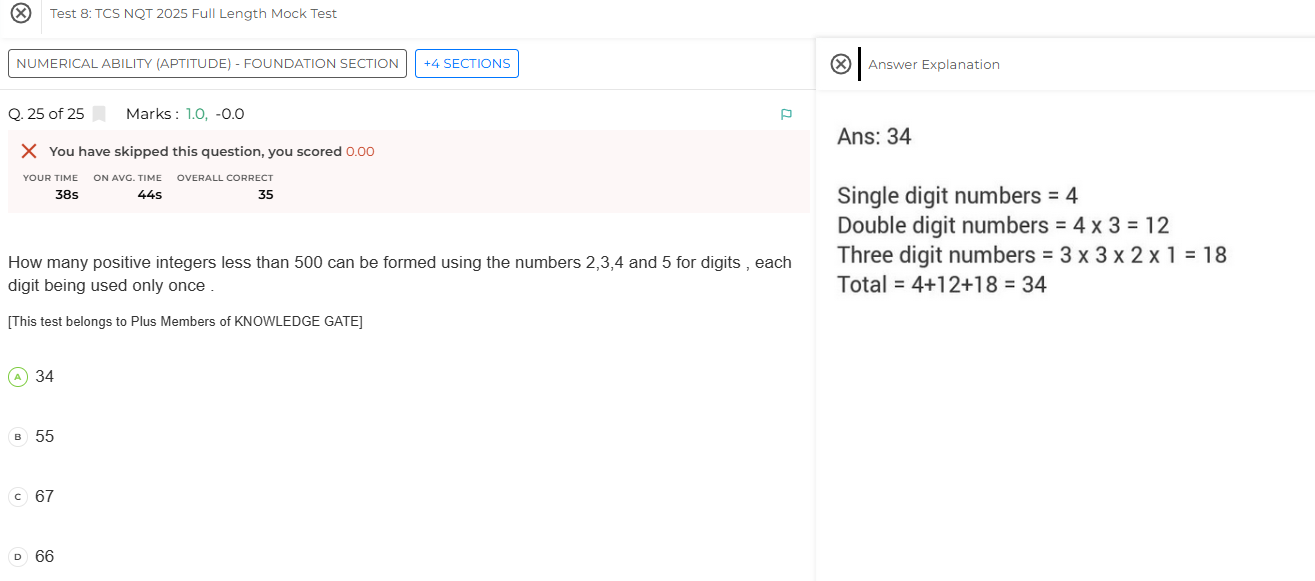 Test 8: TCS NQT 2025 Full Length Mock Test
NUMERICAL ABILITY (APTITUDE) - FOUNDATION SECTION
+4 SECTIONS
Q. 25 of 25 Marks : 1.0, -0.0
You have skipped this question, you scored 0.00
YOUR TIME ON AVG. TIME OVERALL CORRECT
38s 44s 35
How many positive integers less than 500 can be formed using the numbers 2,3,4 and 5 for digits , each
digit being used only once .
[This test belongs to Plus Members of KNOWLEDGE GATE]
A 34
B 55
C 67
D 66
Answer Explanation
Ans: 34
Single digit numbers = 4
Double digit numbers = 4 x 3 = 12
Three digit numbers = 3 x 3 x 2 x 1 = 18
Total = 4+12+18 = 34